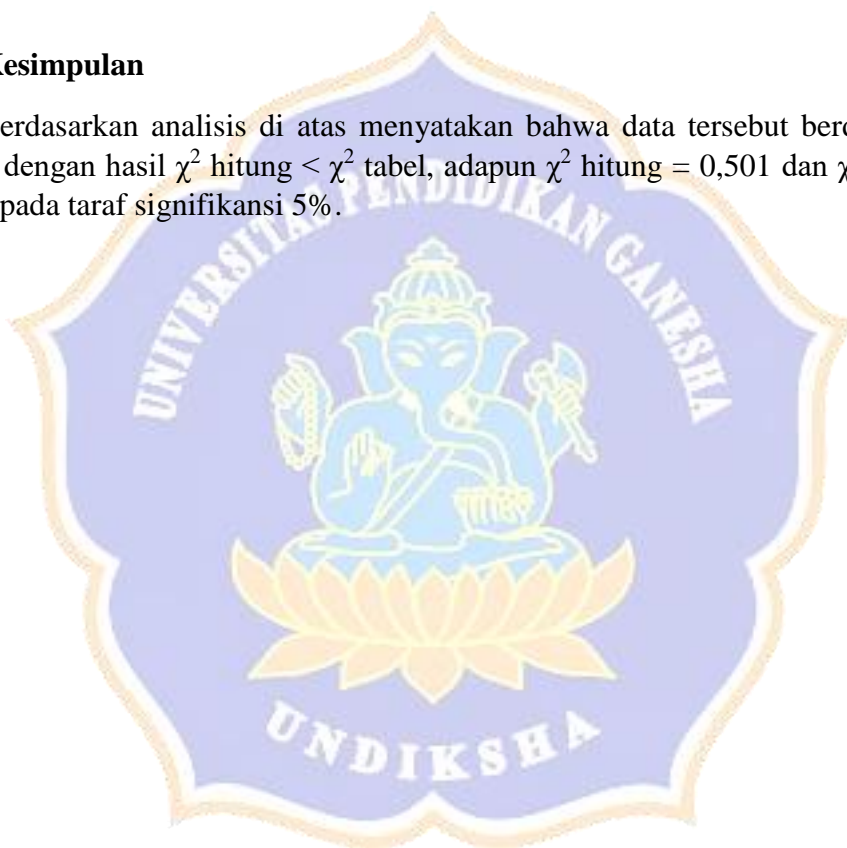 Kesimpulan
erdasarkan analisis di atas menyatakan bahwa data tersebut berd
dengan hasil χ² hitung < χ² tabel, adapun χ² hitung = 0,501 dan χ
pada taraf signifikansi 5%.
UNIVERSITAS PENDIDIKAN GANESHA
UNDIKSHA